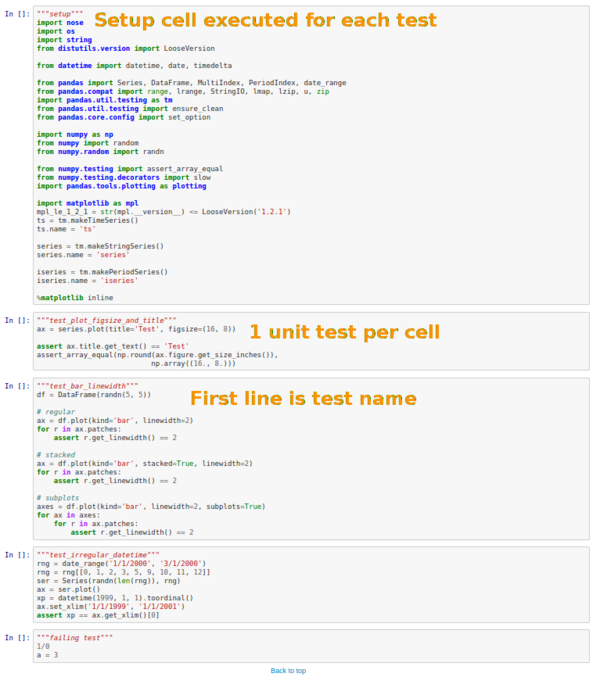 In []: """setup"""
Setup cell executed for each test
import nose
import os
import string
from distutils.version import LooseVersion
from datetime import datetime, date, timedelta
from pandas import Series, DataFrame, MultiIndex, PeriodIndex, date_range
from pandas.compat import range, lrange, StringIO, lmap, lzip, u, zip
import pandas.util.testing as tm
from pandas.util.testing import ensure_clean
from pandas.core.config import set_option
import numpy as np
from numpy import random
from numpy.random import randn
from numpy.testing import assert_array_equal
from numpy.testing.decorators import slow
import pandas.tools.plotting as plotting
import matplotlib as mpl
mpl_le_1_2_1 = str(mpl.__version__) <= LooseVersion('1.2.1')
ts = tm.makeTimeSeries()
ts.name = 'ts'
series = tm.makeStringSeries()
series.name = 'series'
iseries = tm.makePeriodSeries()
iseries.name = 'iseries'
%matplotlib inline
In []: """test_plot_figsize_and_title"""
ax = series.plot(title='Test', figsize=(16, 8))
1 unit test per cell
assert ax.title.get_text() == 'Test'
assert_array_equal(np.round(ax.figure.get_size_inches()),
np.array((16., 8.)))
In []: """test_bar_linewidth"""
df = DataFrame(randn(5, 5))
First line is test name
# regular
ax = df.plot(kind='bar', linewidth=2)
for r in ax.patches:
assert r.get_linewidth() == 2
# stacked
ax = df.plot(kind='bar', stacked=True, linewidth=2)
for r in ax.patches:
assert r.get_linewidth() == 2
# subplots
axes = df.plot(kind='bar', linewidth=2, subplots=True)
for ax in axes:
for r in ax.patches:
assert r.get_linewidth() == 2
In []: """test_irregular_datetime"""
rng = date_range('1/1/2000', '3/1/2000')
rng = rng[[0, 1, 2, 3, 5, 9, 10, 11, 12]]
ser = Series(randn(len(rng)), rng)
ax = ser.plot()
xp = datetime(1999, 1, 1).toordinal()
ax.set_xlim('1/1/1999', '1/1/2001')
assert xp == ax.get_xlim()[0]
In []: """failing test"""
1/0
a = 3
Back to top